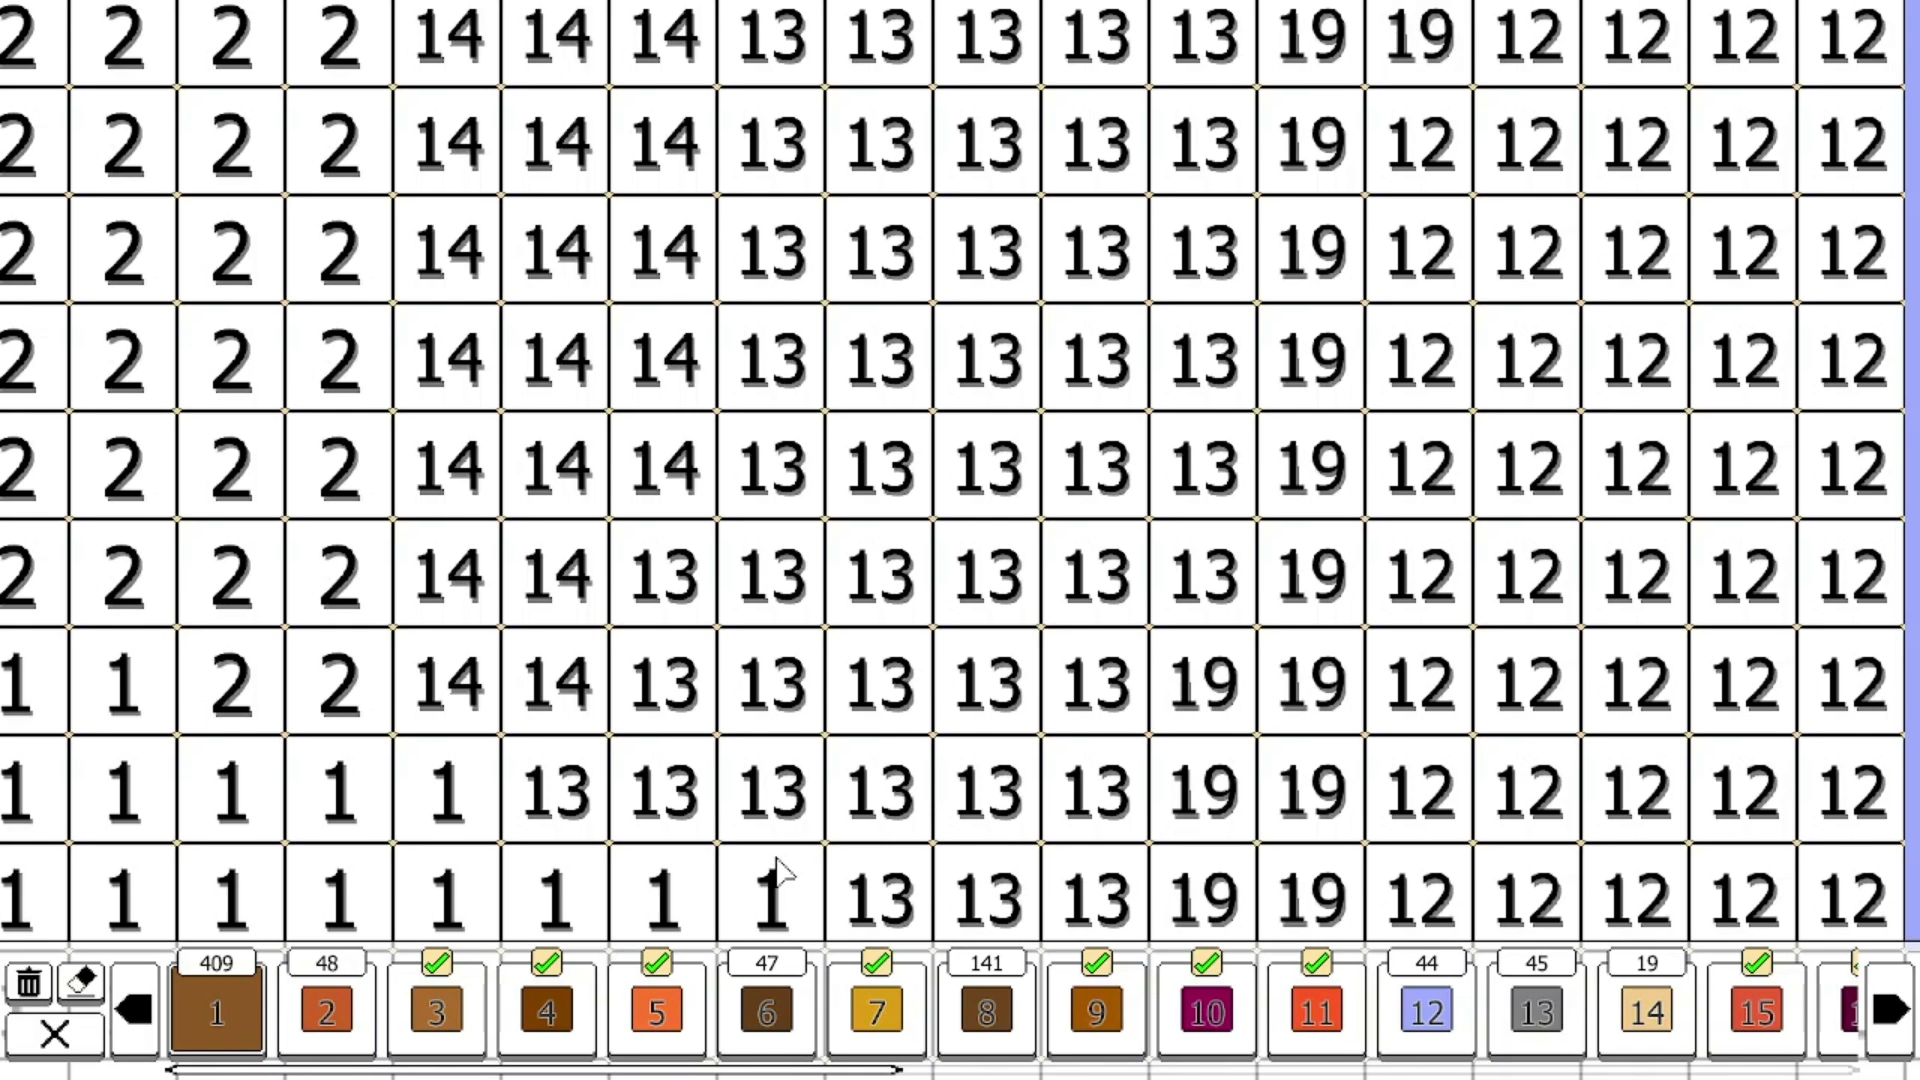 2 2 2 2 14 14 14 13 13 13 13 13 19 19 12 12 12 12
2 2 2 2 14 14 14 13 13 13 13 13 19 12 12 12 12 12
2 2 2 2 14 14 14 13 13 13 13 13 19 12 12 12 12 12
2 2 2 2 14 14 14 13 13 13 13 13 19 12 12 12 12 12
2 2 2 2 14 14 14 13 13 13 13 13 19 12 12 12 12 12
2 2 2 2 14 14 13 13 13 13 13 13 19 12 12 12 12 12
1 1 2 2 14 14 13 13 13 13 13 19 19 12 12 12 12 12
1 1 1 1 1 13 13 13 13 13 13 19 19 12 12 12 12 12
1 1 1 1 1 1 1 1 13 13 13 19 19 12 12 12 12 12
409 48 47 141 44 45 19
1 2 3 4 5 6 7 8 9 10 11 12 13 14 15